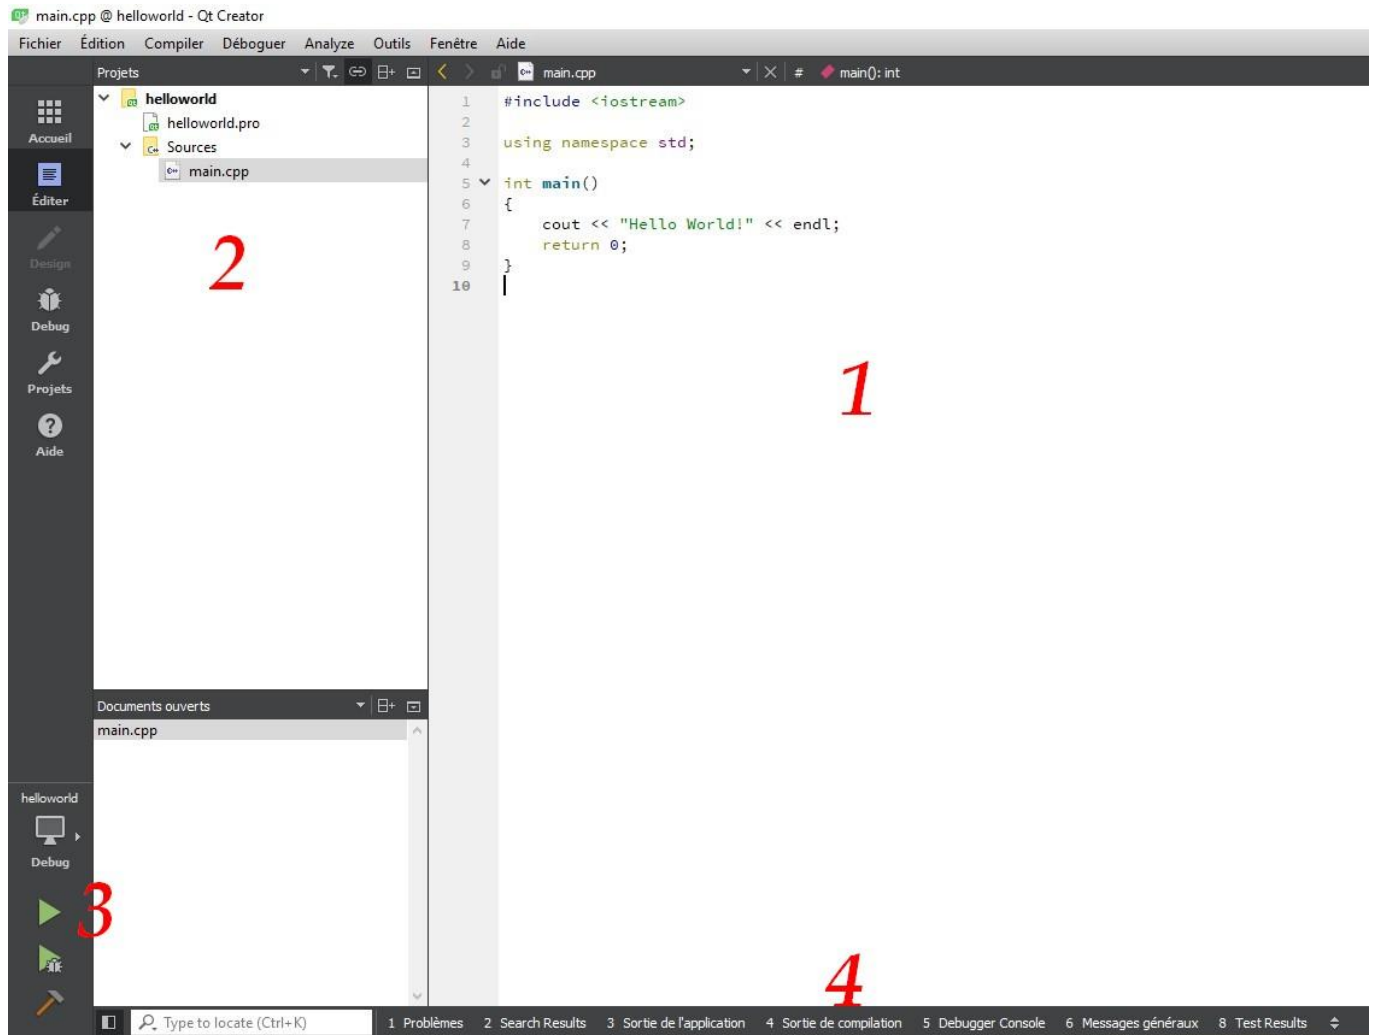 main.cpp @ helloworld - Qt Creator
Fichier Édition Compiler Déboguer Analyze Outils Fenêtre Aide
Projets
main.cpp
#
main(): int
Accueil
Éditer
Design
Debug
Projets
Aide
helloworld
helloworld.pro
Sources
main.cpp
2
1 #include <iostream>
2
3 using namespace std;
4
5 int main()
6 {
7 cout << "Hello World!" << endl;
8 return 0;
9 }
10
1
Documents ouverts
main.cpp
helloworld
Debug
3
4
Type to locate (Ctrl+K)
1 Problèmes 2 Search Results 3 Sortie de l'application 4 Sortie de compilation 5 Debugger Console 6 Messages généraux 8 Test Results